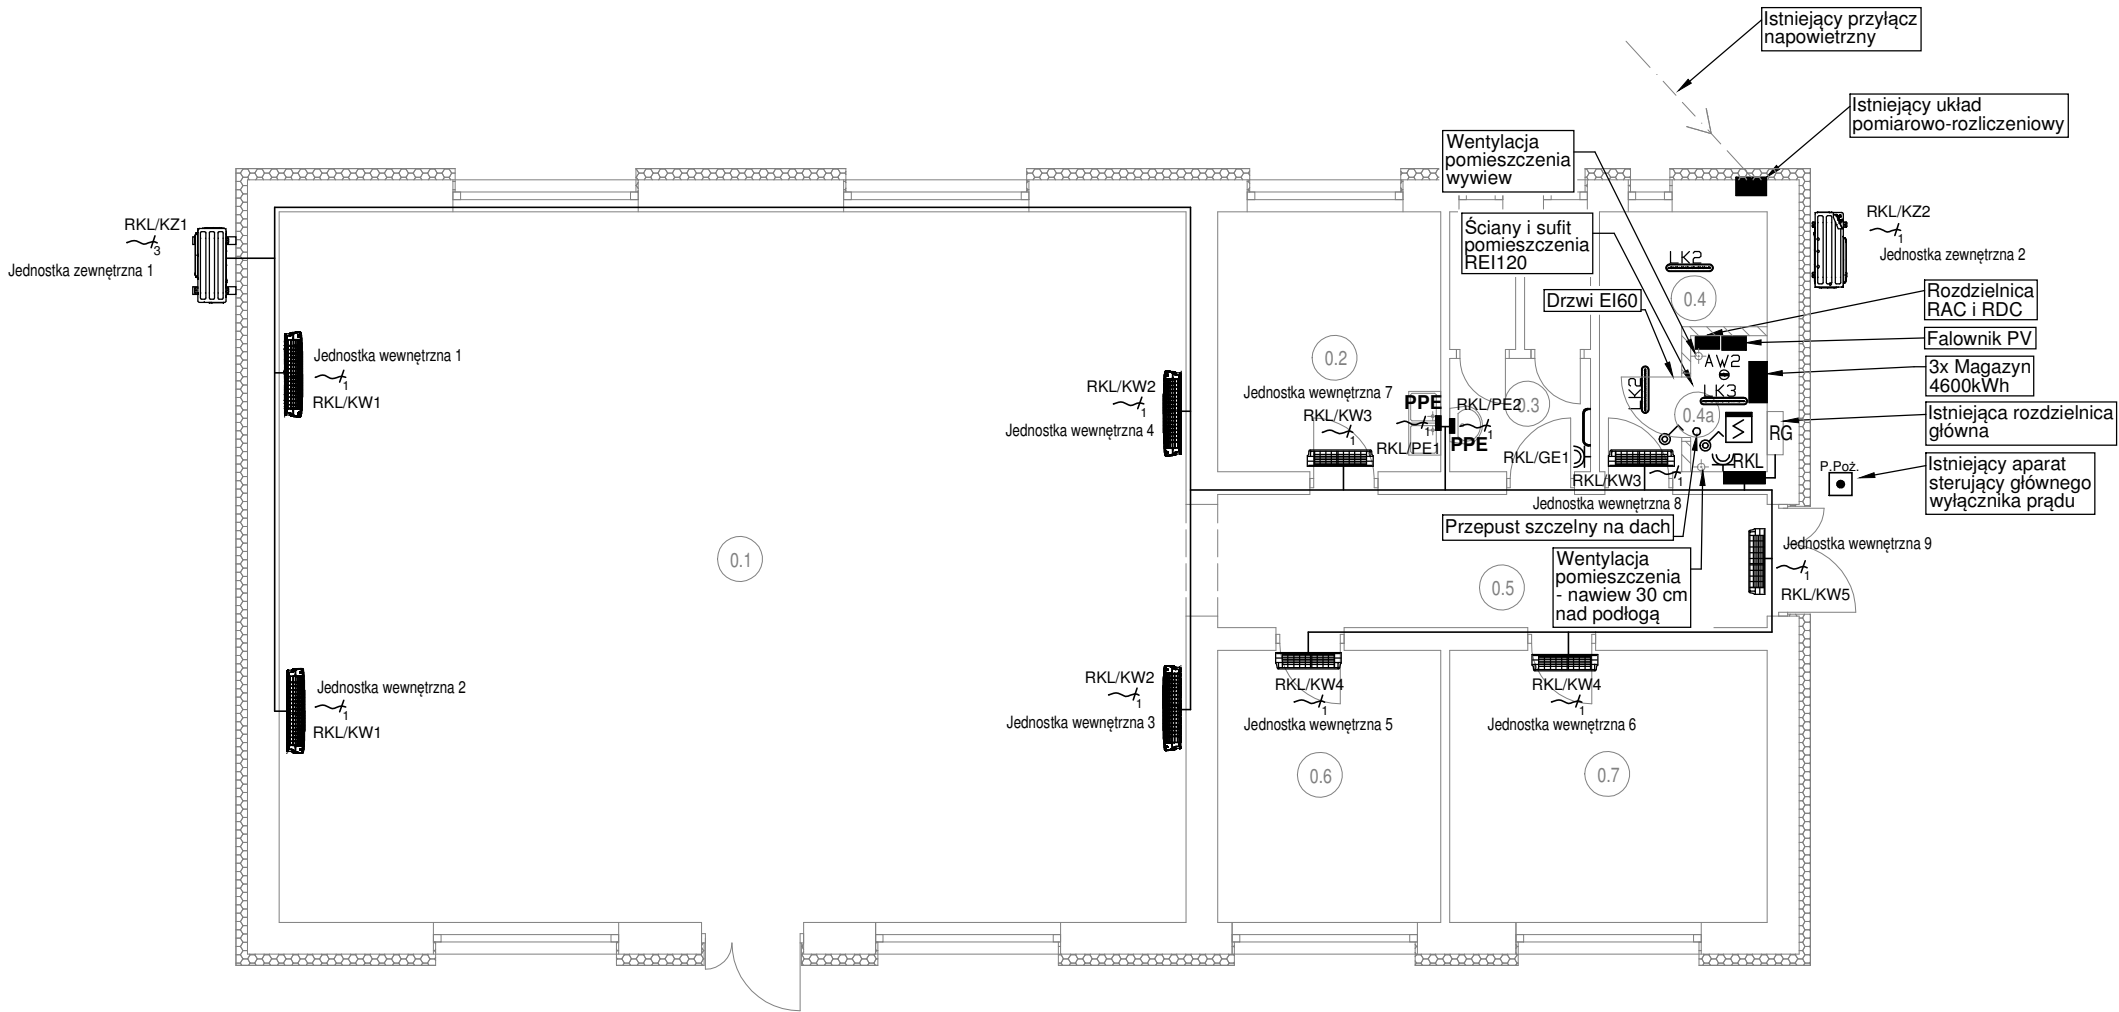 Istniejący przyłącz
napowietrzny
Istniejący układ
pomiarowo-rozliczeniowy
Wentylacja
pomieszczenia
wywiew
RKL/KZ1
3
Jednostka zewnętrzna 1
RKL/KZ2
1
Jednostka zewnętrzna 2
Ściany i sufit
pomieszczenia
REI120
LK2
0.4
Drzwi EI60
Rozdzielnica
RAC i RDC
Falownik PV
3x Magazyn
4600kWh
Istniejąca rozdzielnica
główna
Istniejący aparat
sterujący głównego
wyłącznika prądu
P.Poż.
Jednostka wewnętrzna 1
1
RKL/KW1
RKL/KW2
1
Jednostka wewnętrzna 4
0.2
Jednostka wewnętrzna 7
RKL/KW3
1
PPE
1
RKL/PE1
RKL/PE2
1
PPE
0.3
RKL/GE1
LK2
AW2
LK3
0.4a
RG
RKL
RKL/KW3
1
Jednostka wewnętrzna 8
Przepust szczelny na dach
Wentylacja
pomieszczenia
- nawiew 30 cm
nad podłogą
0.1
0.5
Jednostka wewnętrzna 9
1
RKL/KW5
Jednostka wewnętrzna 2
1
RKL/KW1
RKL/KW2
1
Jednostka wewnętrzna 3
RKL/KW4
1
Jednostka wewnętrzna 5
RKL/KW4
1
Jednostka wewnętrzna 6
0.6
0.7